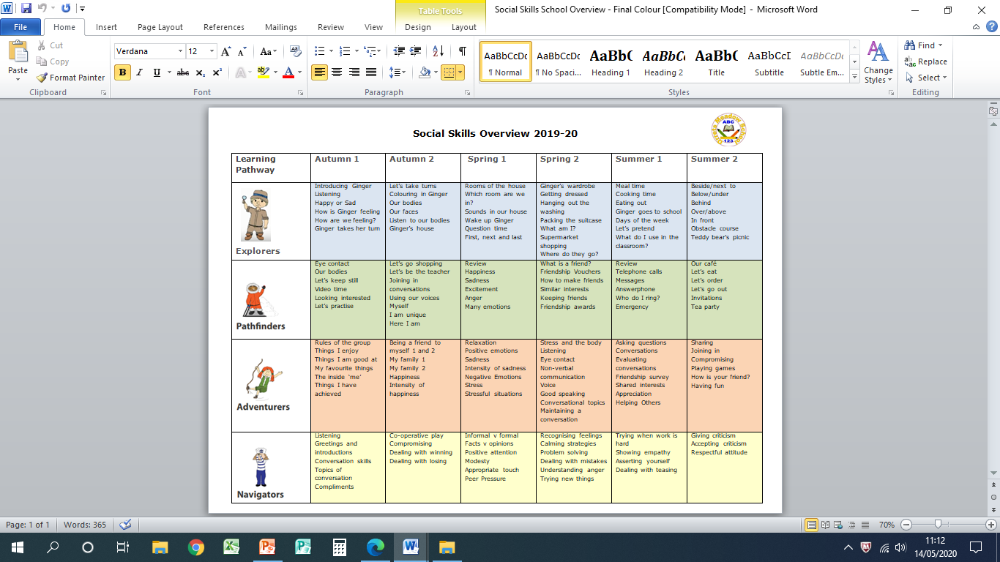 Table Tools
Social Skills School Overview - Final Colour [Compatibility Mode] - Microsoft Word
File Home Insert Page Layout References Mailings Review View Design Layout
Paste
Cut
Copy
Format Painter
Clipboard
Verdana 12
Font
Paragraph
AaBbCcDc AaBbCcDc AaBbC AaBbC AaBbC AaBbCcI AaBbCcDc
¶ Normal ¶ No Spaci... Heading 1 Heading 2 Title Subtitle Subtle Em...
Change
Styles
Styles
Find
Replace
Select
Editing
Social Skills Overview 2019-20
Meadow School
ABC
123
Learning
Pathway
Autumn 1
Autumn 2
Spring 1
Spring 2
Summer 1
Summer 2
Explorers
Introducing Ginger
Listening
Happy or Sad
How is Ginger feeling
How are we feeling?
Ginger takes her turn
Let's take turns
Colouring in Ginger
Our bodies
Our faces
Listen to our bodies
Ginger's house
Rooms of the house
Which room are we
in?
Sounds in our house
Wake up Ginger
Question time
First, next and last
Ginger's wardrobe
Getting dressed
Hanging out the
washing
Packing the suitcase
What am I?
Supermarket
shopping
Where do they go?
Meal time
Cooking time
Eating out
Ginger goes to school
Days of the week
Let's pretend
What do I use in the
classroom?
Beside/next to
Below/under
Behind
Over/above
In front
Obstacle course
Teddy bear's picnic
Pathfinders
Eye contact
Our bodies
Let's keep still
Video time
Looking interested
Let's practise
Let's go shopping
Let's be the teacher
Joining in
conversations
Using our voices
Myself
I am unique
Here I am
Review
Happiness
Sadness
Excitement
Anger
Many emotions
What is a friend?
Friendship Vouchers
How to make friends
Similar interests
Keeping friends
Friendship awards
Review
Telephone calls
Messages
Answerphone
Who do I ring?
Emergency
Our café
Let's eat
Let's order
Let's go out
Invitations
Tea party
Adventurers
Rules of the group
Things I enjoy
Things I am good at
My favourite things
The inside 'me'
Things I have
achieved
Being a friend to
myself 1 and 2
My family 1
My family 2
Happiness
Intensity of
happiness
Relaxation
Positive emotions
Sadness
Intensity of sadness
Negative Emotions
Stress
Stressful situations
Stress and the body
Listening
Eye contact
Non-verbal
communication
Voice
Good speaking
Conversational topics
Maintaining a
conversation
Asking questions
Conversations
Evaluating
conversations
Friendship survey
Shared interests
Appreciation
Helping Others
Sharing
Joining in
Compromising
Playing games
How is your friend?
Having fun
Navigators
Listening
Greetings and
introductions
Conversation skills
Topics of
conversation
Compliments
Co-operative play
Compromising
Dealing with winning
Dealing with losing
Informal v formal
Facts v opinions
Positive attention
Modesty
Appropriate touch
Peer Pressure
Recognising feelings
Calming strategies
Problem solving
Dealing with mistakes
Understanding anger
Trying new things
Trying when work is
hard
Showing empathy
Asserting yourself
Dealing with teasing
Giving criticism
Accepting criticism
Respectful attitude
Page: 1 of 1 Words: 365 70%
11:12
14/05/2020